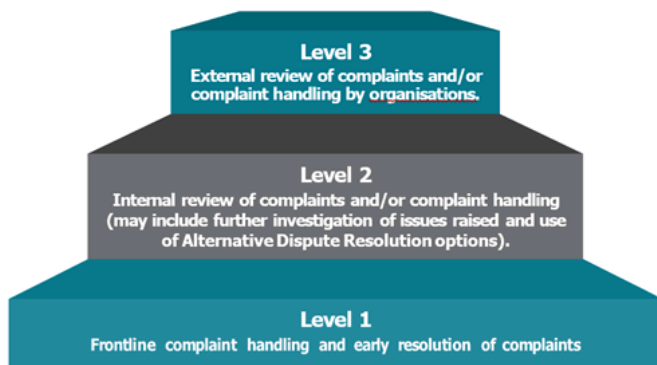 Level 3
External review of complaints and/or
complaint handling by organisations.
Level 2
Internal review of complaints and/or complaint handling
(may include further investigation of issues raised and use
of Alternative Dispute Resolution options).
Level 1
Frontline complaint handling and early resolution of complaints